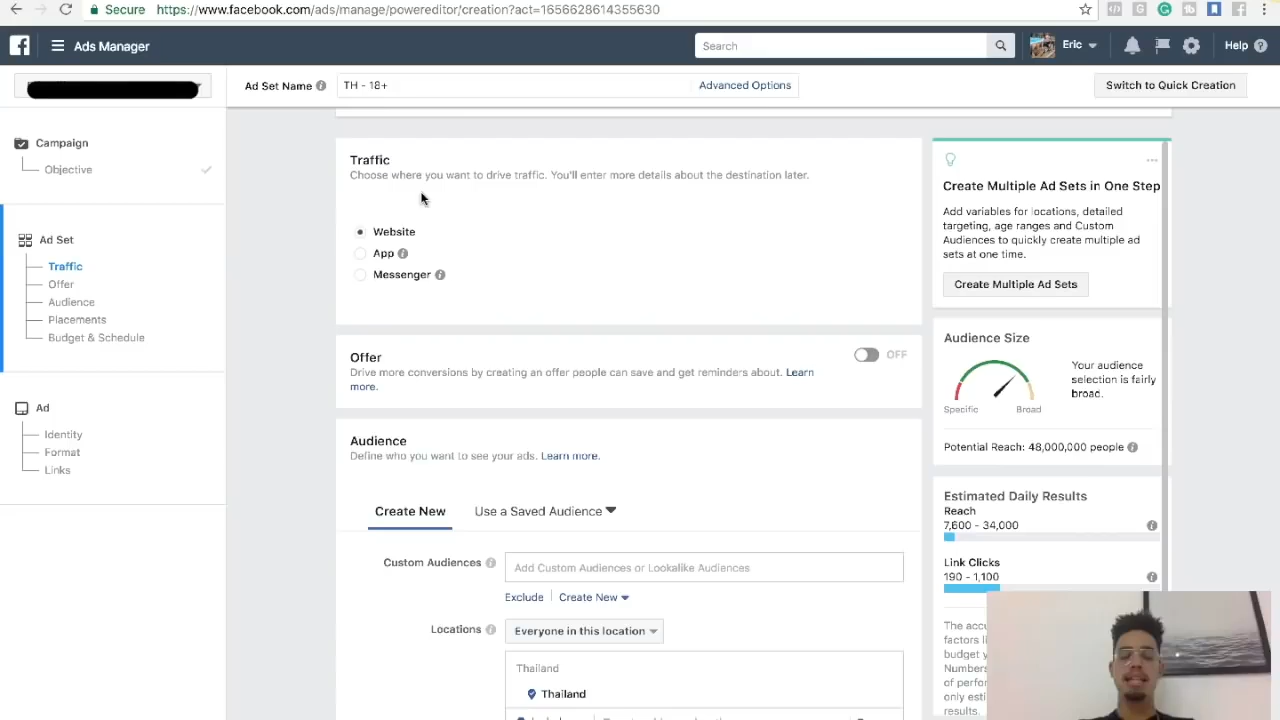 Secure https://www.facebook.com/ads/manage/powereditor/creation?act=1656628614355630
Ads Manager
Search
Eric
Help
Ad Set Name
TH - 18+
Advanced Options
Switch to Quick Creation
Campaign
Objective
Ad Set
Traffic
Offer
Audience
Placements
Budget & Schedule
Ad
Identity
Format
Links
Traffic
Choose where you want to drive traffic. You'll enter more details about the destination later.
Website
App
Messenger
Offer
OFF
Drive more conversions by creating an offer people can save and get reminders about. Learn
more.
Audience
Define who you want to see your ads. Learn more.
Create New
Use a Saved Audience
Custom Audiences
Add Custom Audiences or Lookalike Audiences
Exclude
Create New
Locations
Everyone in this location
Thailand
Thailand
Create Multiple Ad Sets in One Step
Add variables for locations, detailed
targeting, age ranges and Custom
Audiences to quickly create multiple ad
sets at one time.
Create Multiple Ad Sets
Audience Size
Specific
Broad
Your audience
selection is fairly
broad.
Potential Reach: 48,000,000 people
Estimated Daily Results
Reach
7,600 - 34,000
Link Clicks
190 - 1,100
The
factors
budget
Numbers
of
only
results.